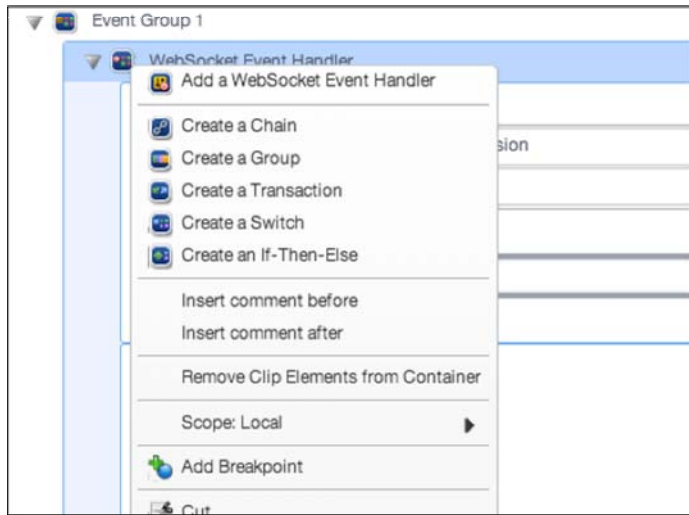 Event Group 1
WebSocket Event Handler
Add a WebSocket Event Handler
Create a Chain
sion
Create a Group
Create a Transaction
Create a Switch
Create an If-Then-Else
Insert comment before
Insert comment after
Remove Clip Elements from Container
Scope: Local
Add Breakpoint
Cut